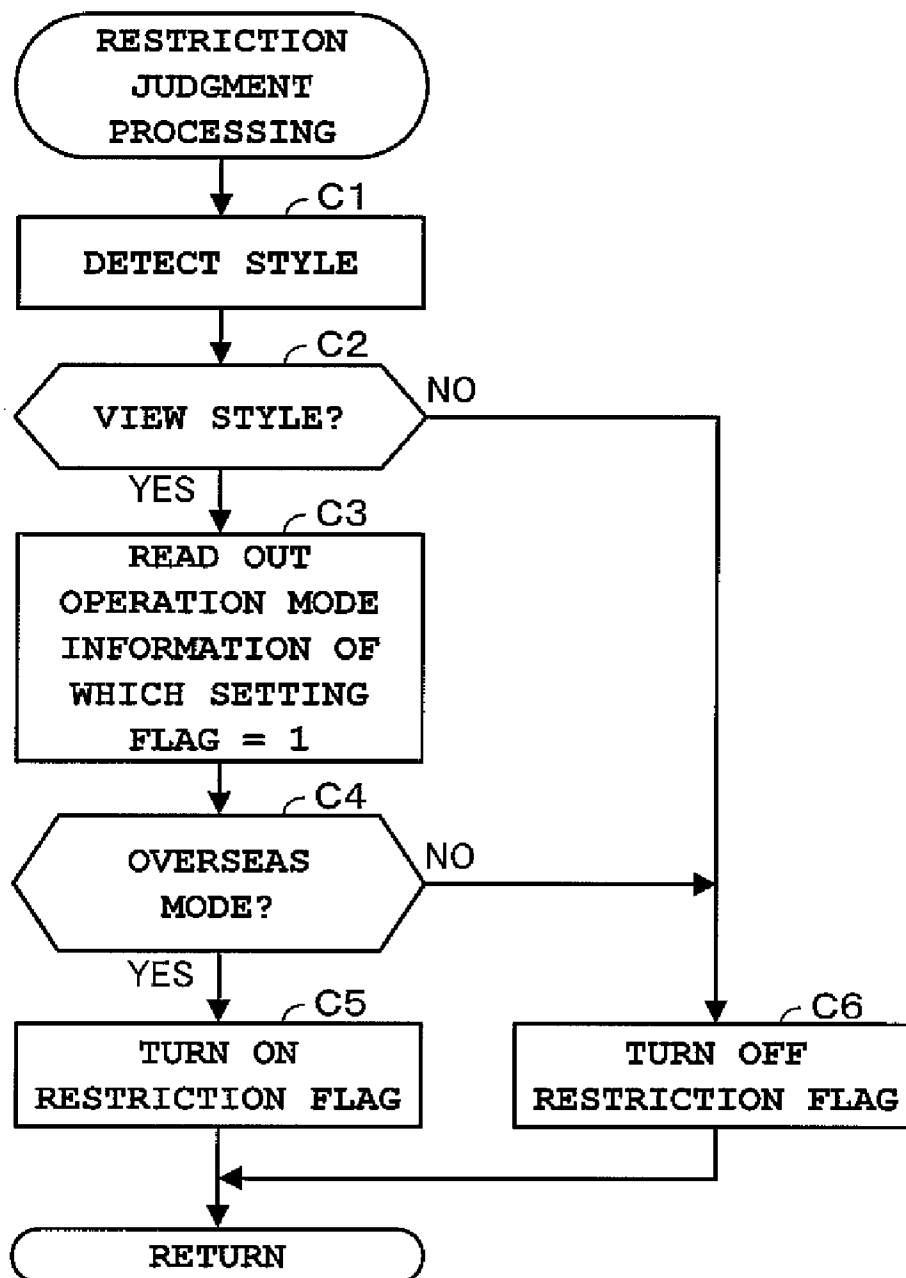 RESTRICTION
JUDGMENT
PROCESSING
C1
DETECT STYLE
C2
VIEW STYLE?
NO
YES
C3
READ OUT
OPERATION MODE
INFORMATION OF
WHICH SETTING
FLAG = 1
C4
OVERSEAS
MODE?
NO
YES
C5
TURN ON
RESTRICTION FLAG
C6
TURN OFF
RESTRICTION FLAG
RETURN